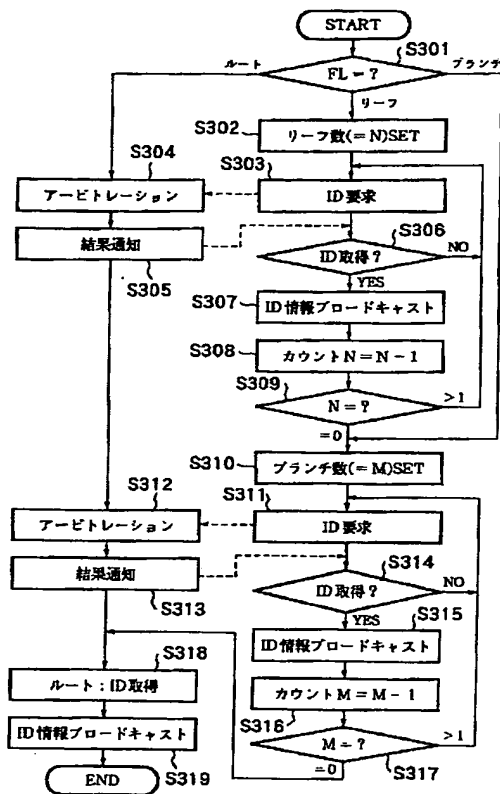 START
S301
ルート
ブランチ
FL=?
リーフ
S302
リーフ数(=N)SET
S304
S303
アービトレーション
ID要求
結果通知
S306
S305
ID取得?
NO
YES
S307
ID情報ブロードキャスト
S308
カウントN=N-1
S309
N=?
>1
=0
S310
ブランチ数(=M)SET
S312
S311
アービトレーション
ID要求
結果通知
S314
S313
ID取得?
NO
YES
S315
ID情報ブロードキャスト
S318
ルート:ID取得
カウントM=M-1
S316
ID情報ブロードキャスト
M=?
>1
S319
=0
S317
END